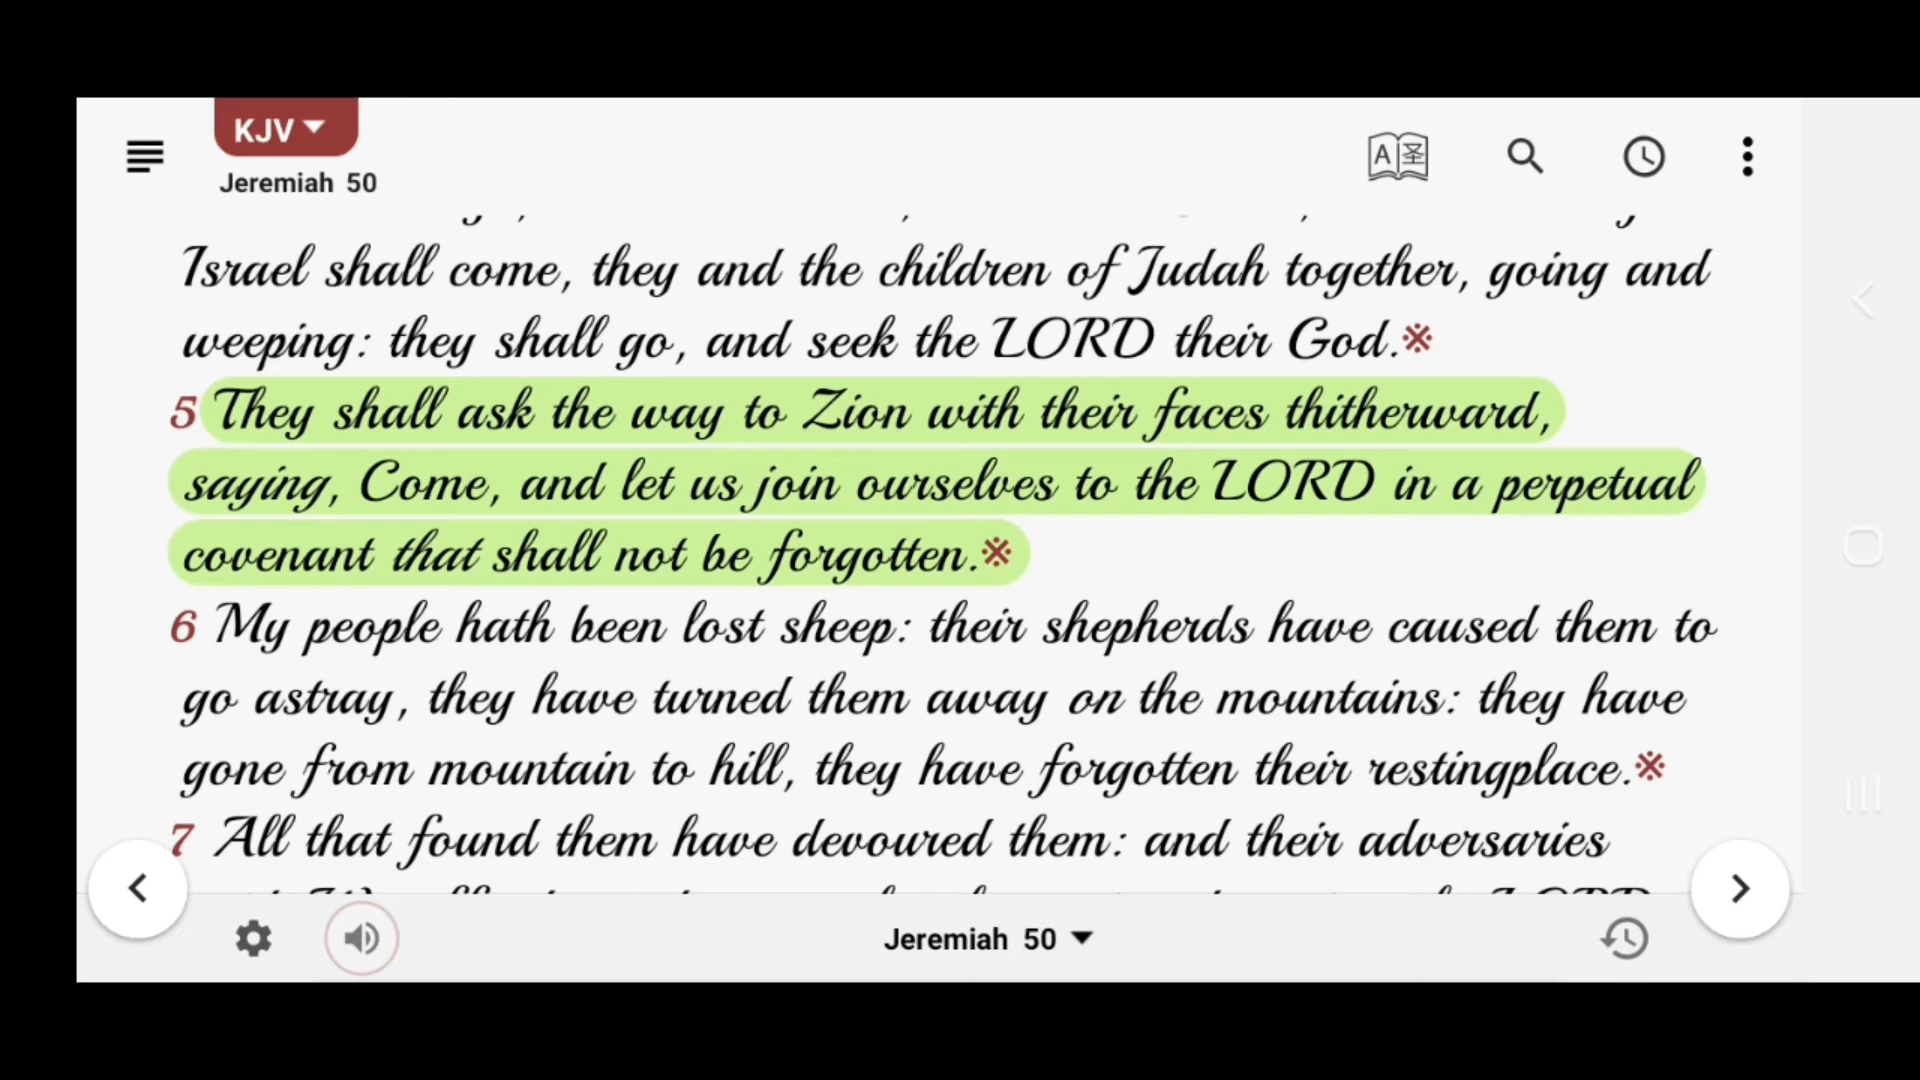 KJV
Jeremiah 50
A 圣
Israel shall come, they and the children of Judah together, going and
weeping: they shall go, and seek the LORD their God.※
5 They shall ask the way to Zion with their faces thitherward,
saying, Come, and let us join ourselves to the LORD in a perpetual
covenant that shall not be forgotten.※
6 My people hath been lost sheep: their shepherds have caused them to
go astray, they have turned them away on the mountains: they have
gone from mountain to hill, they have forgotten their restingplace.※
7 All that found them have devoured them: and their adversaries
Jeremiah 50